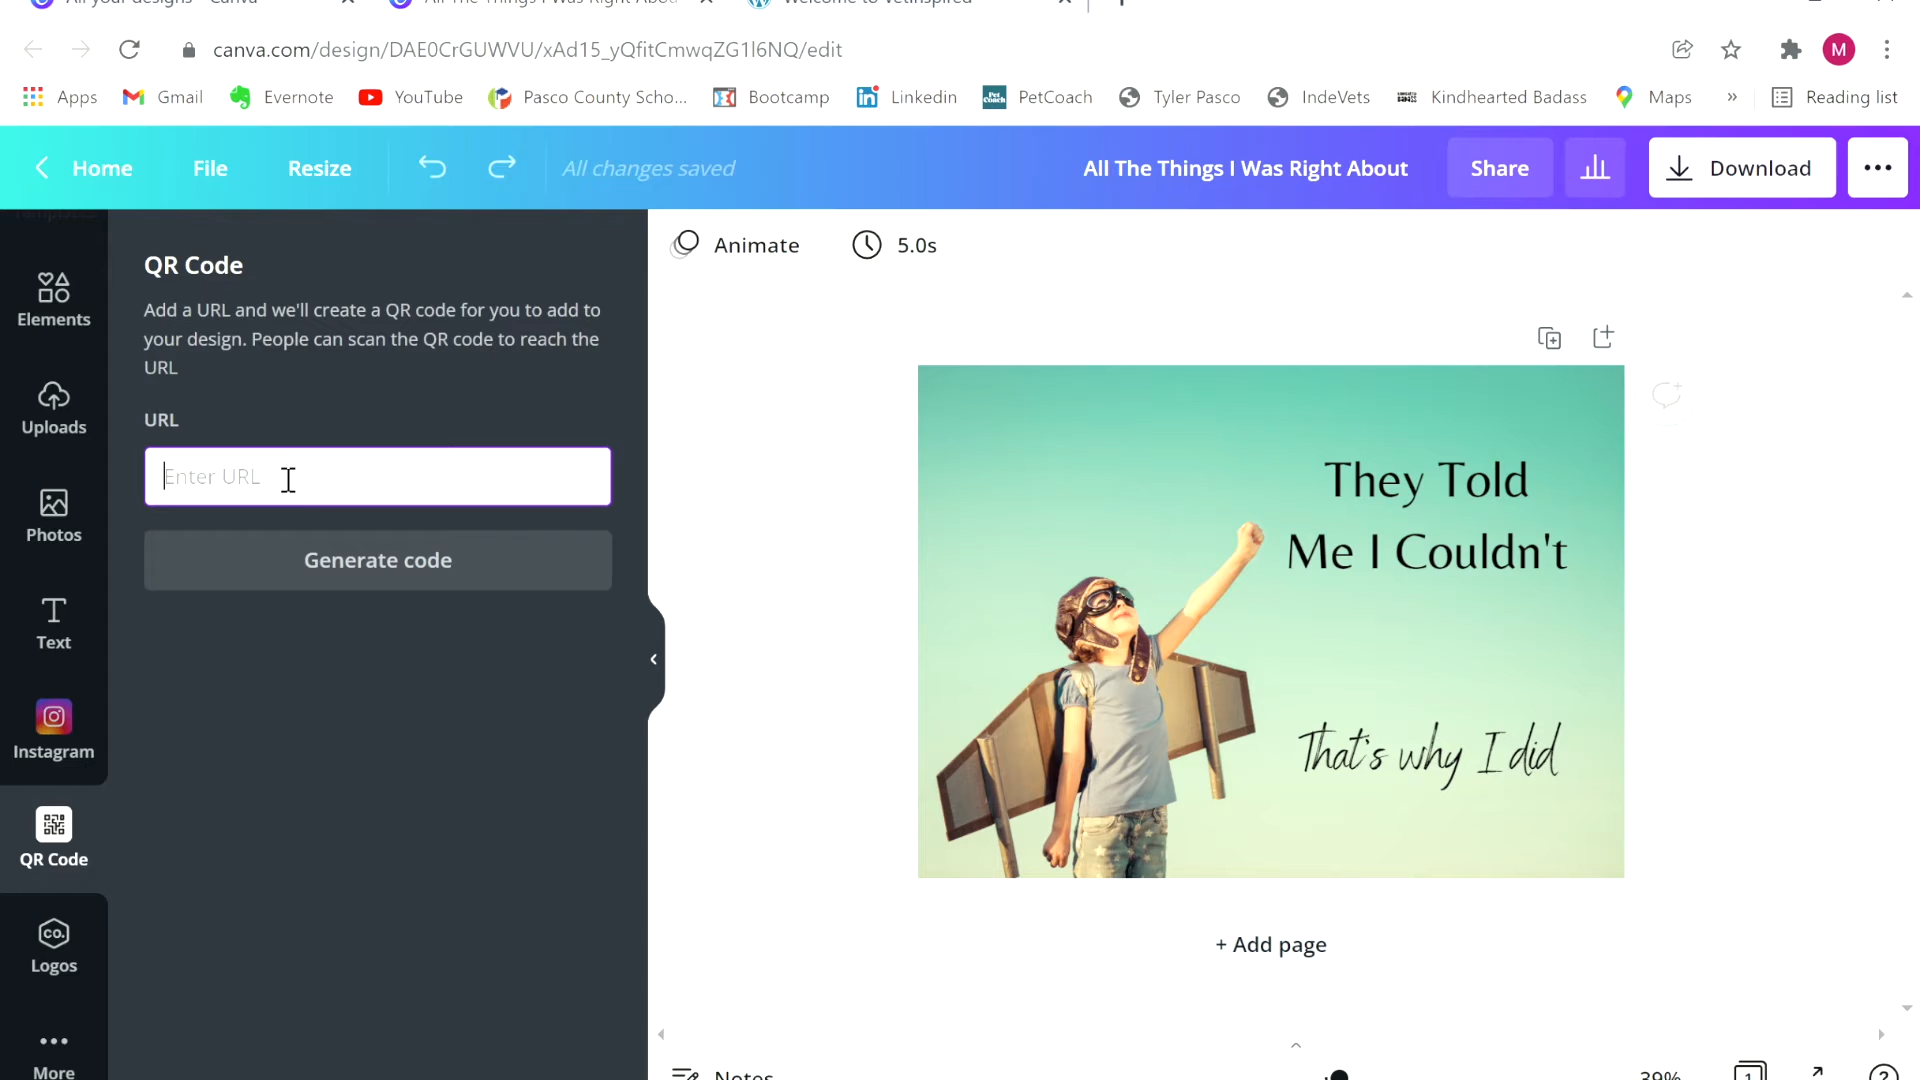 canva.com/design/DAE0CrGUWVU/xAd15_yQfitCmwqZG1l6NQ/edit
M
Apps Gmail Evernote YouTube Pasco County Scho... Bootcamp Linkedin PetCoach Tyler Pasco IndeVets Kindhearted Badass Maps » Reading list
Home File Resize All changes saved All The Things I Was Right About Share Download
Elements
Uploads
Photos
Text
Instagram
QR Code
Logos
More
QR Code
Add a URL and we'll create a QR code for you to add to
your design. People can scan the QR code to reach the
URL
URL
Enter URL
Generate code
Animate 5.0s
They Told
Me I Couldn't
That's why I did
+ Add page
Notes
39%
1